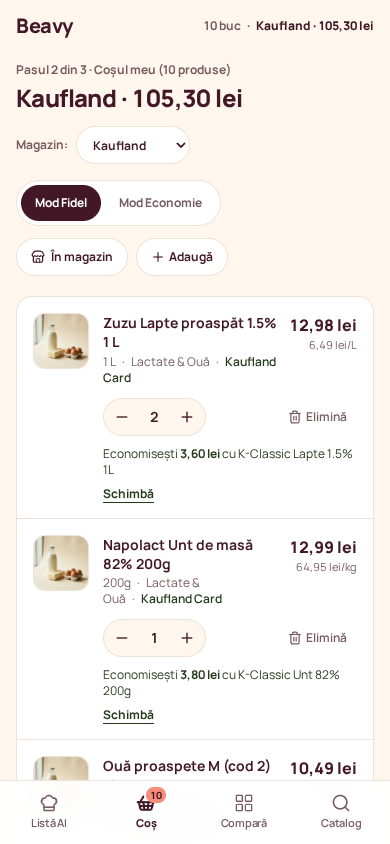 Beavy
10 buc · Kaufland · 105,30 lei
Pasul 2 din 3 · Coșul meu (10 produse)
Kaufland · 105,30 lei
Magazin: Kaufland
Mod Fidel Mod Economie
În magazin Adaugă
Zuzu Lapte proaspăt 1.5% 1 L
12,98 lei
1 L · Lactate & Ouă · Kaufland Card
6,49 lei/L
2
Elimină
Economisești 3,60 lei cu K-Classic Lapte 1.5%
1L
Schimbă
Napolact Unt de masă
82% 200g
12,99 lei
200g · Lactate &
Ouă · Kaufland Card
64,95 lei/kg
1
Elimină
Economisești 3,80 lei cu K-Classic Unt 82%
200g
Schimbă
Ouă proaspete M (cod 2)
10,49 lei
10
Listă AI Coș Compară Catalog